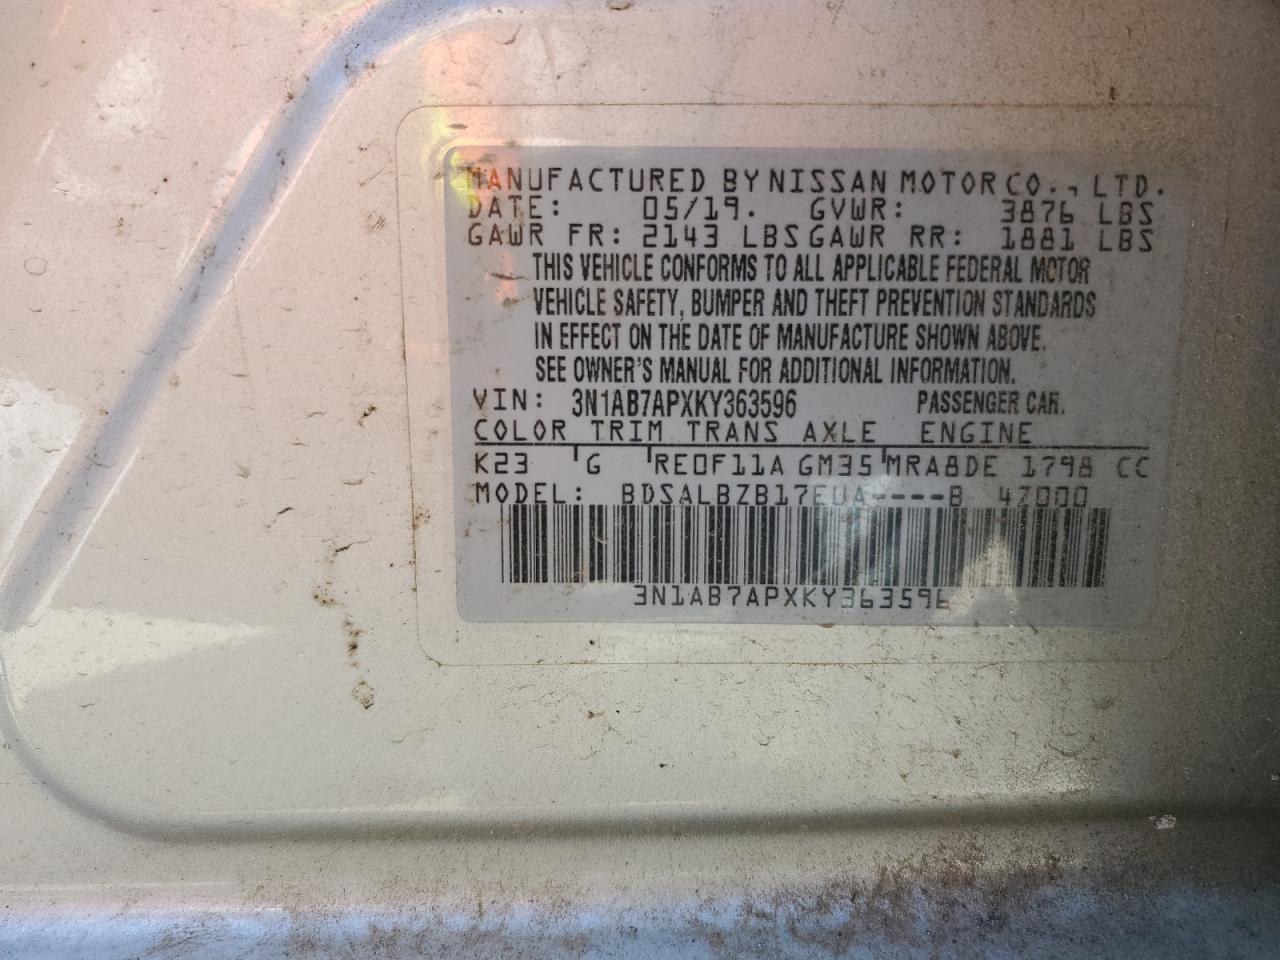 MANUFACTURED BY NISSAN MOTOR CO., LTD.
DATE: 05/19. GVWR: 3876 LBS
GAWR FR: 2143 LBS GAWR RR: 1881 LBS
THIS VEHICLE CONFORMS TO ALL APPLICABLE FEDERAL MOTOR
VEHICLE SAFETY, BUMPER AND THEFT PREVENTION STANDARDS
IN EFFECT ON THE DATE OF MANUFACTURE SHOWN ABOVE.
SEE OWNER'S MANUAL FOR ADDITIONAL INFORMATION.
VIN: 3N1AB7APXKY363596 PASSENGER CAR.
COLOR TRIM TRANS AXLE ENGINE
K23 G RE0F11A GM35 MRA8DE 1798 CC
MODEL: BDSALBZB17EUA----B 47000
3N1AB7APXKY363596